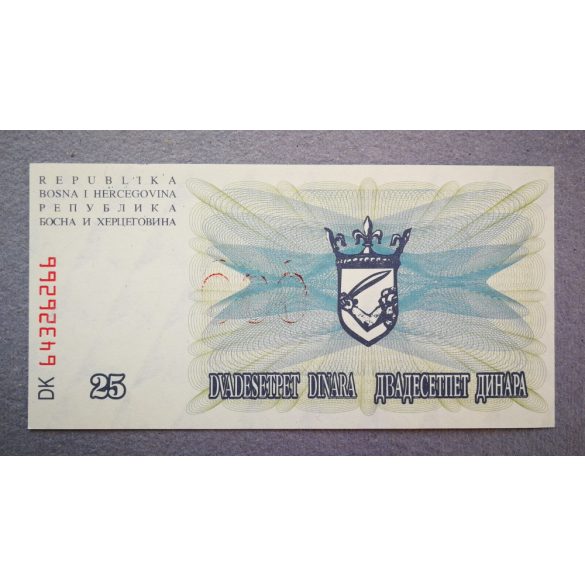 REPUBLIKA
BOSNA I HERCEGOVINA
РЕПУБЛИКА
БОСНА И ХЕРЦЕГОВИНА
DK 64326266
25
DVADESETPET DINARA ДВАДЕСЕТПЕТ ДИНАРА